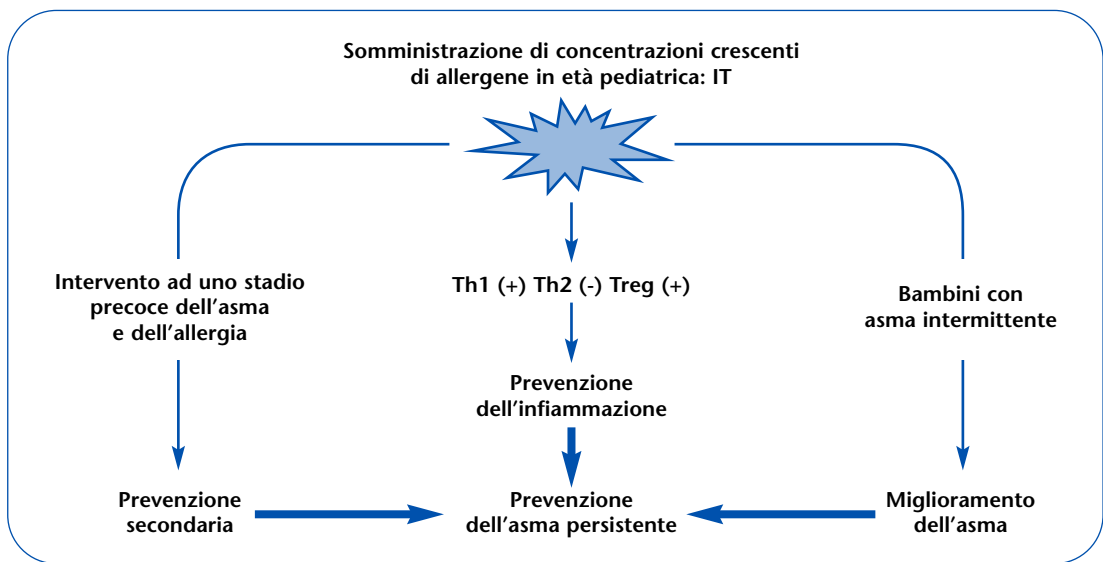 Somministrazione di concentrazioni crescenti
di allergene in età pediatrica: IT
Intervento ad uno stadio
precoce dell'asma
e dell'allergia
Th1 (+) Th2 (-) Treg (+)
Bambini con
asma intermittente
Prevenzione
dell'infiammazione
Prevenzione
secondaria
Prevenzione
dell'asma persistente
Miglioramento
dell'asma